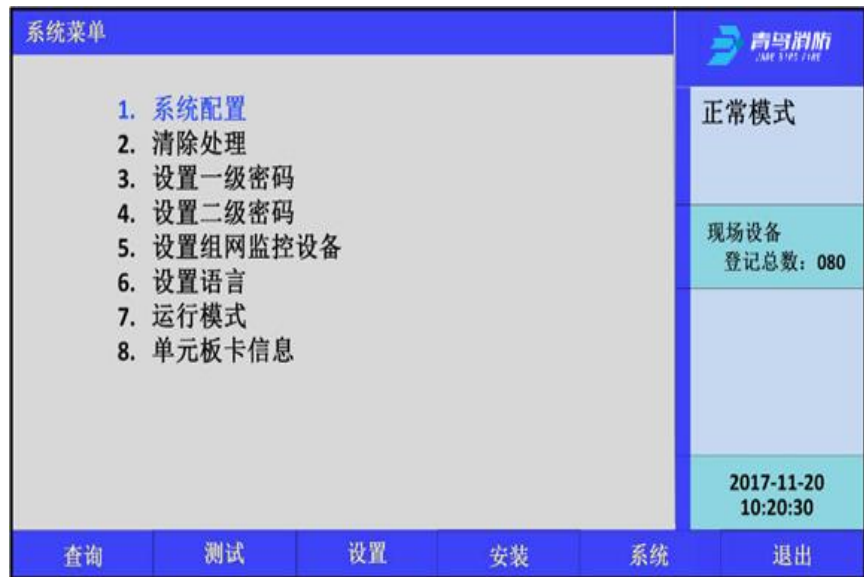 系统菜单
青鸟消防
JADE BIRD FIRE
1. 系统配置
2. 清除处理
3. 设置一级密码
4. 设置二级密码
5. 设置组网监控设备
6. 设置语言
7. 运行模式
8. 单元板卡信息
正常模式
现场设备
登记总数：080
2017-11-20
10:20:30
查询 测试 设置 安装 系统 退出